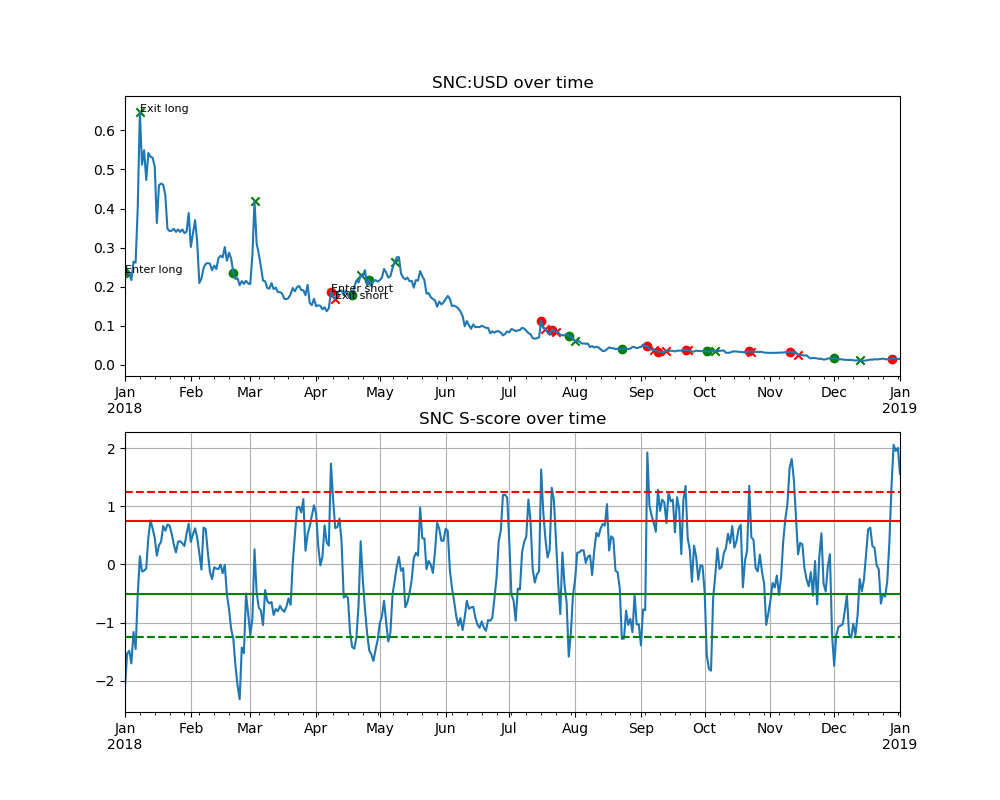 SNC:USD over time
0.6
0.5
0.4
0.3
0.2
0.1
0.0
Exit long
Enter long
Enter short
Exit short
Jan Feb Mar Apr May Jun Jul Aug Sep Oct Nov Dec Jan
2018 2019
SNC S-score over time
2
1
0
−1
−2
Jan Feb Mar Apr May Jun Jul Aug Sep Oct Nov Dec Jan
2018 2019